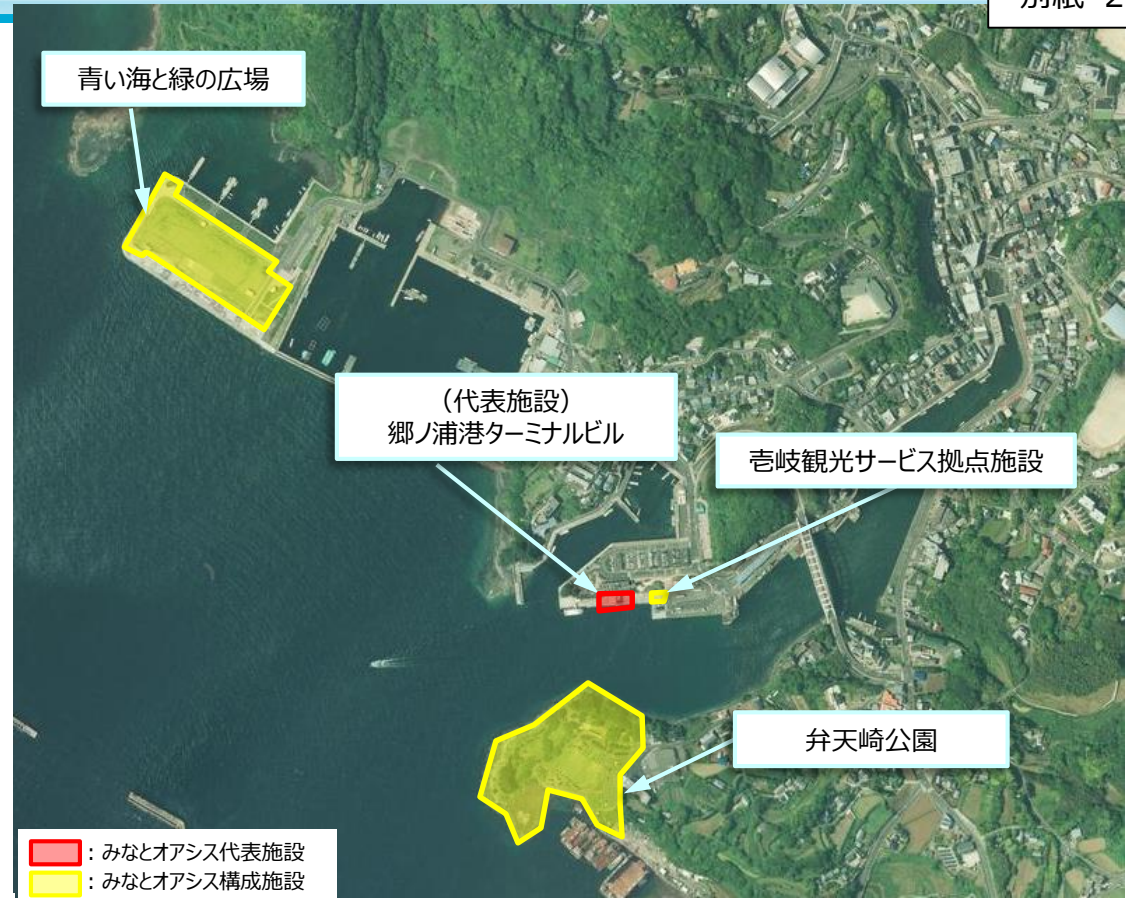 別紙 2
青い海と緑の広場
（代表施設）
郷ノ浦港ターミナルビル
壱岐観光サービス拠点施設
弁天崎公園
：みなとオアシス代表施設
：みなとオアシス構成施設